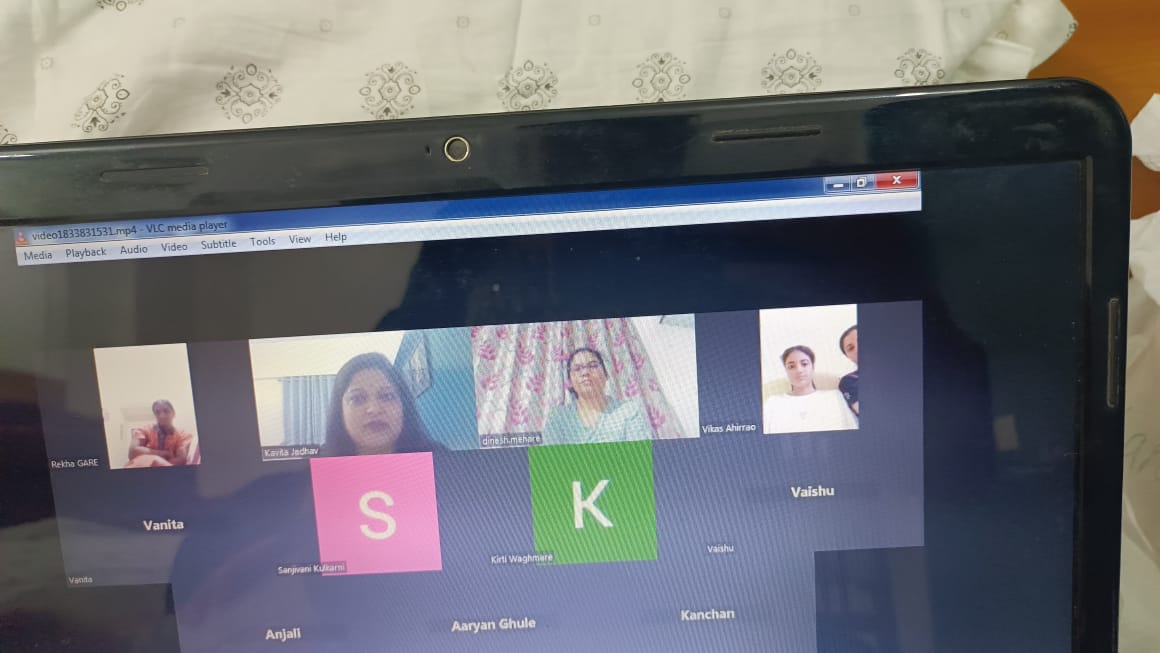 video1833831531.mp4 - VLC media player
Media Playback Audio Video Subtitle Tools View Help
Rekha GARE
Kavita Jadhav
dinesh.mehare
Vikas Ahirrao
Vanita
Vanita
S
Sanjivani Kulkarni
K
Kirti Waghmare
Vaishu
Vaishu
Anjali
Aaryan Ghule
Kanchan